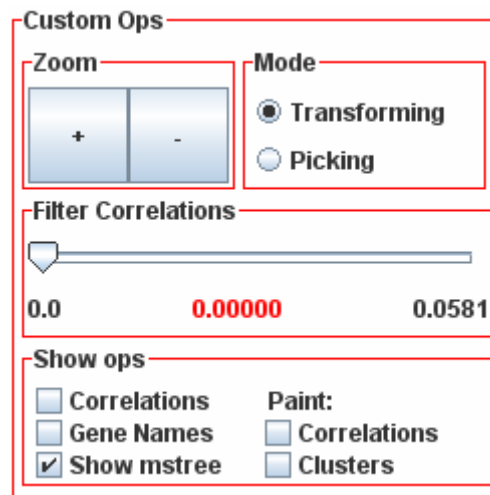 Custom Ops
Zoom
+ -
Mode
Transforming
Picking
Filter Correlations
0.0 0.00000 0.0581
Show ops
Correlations
Gene Names
Show mstree
Paint:
Correlations
Clusters